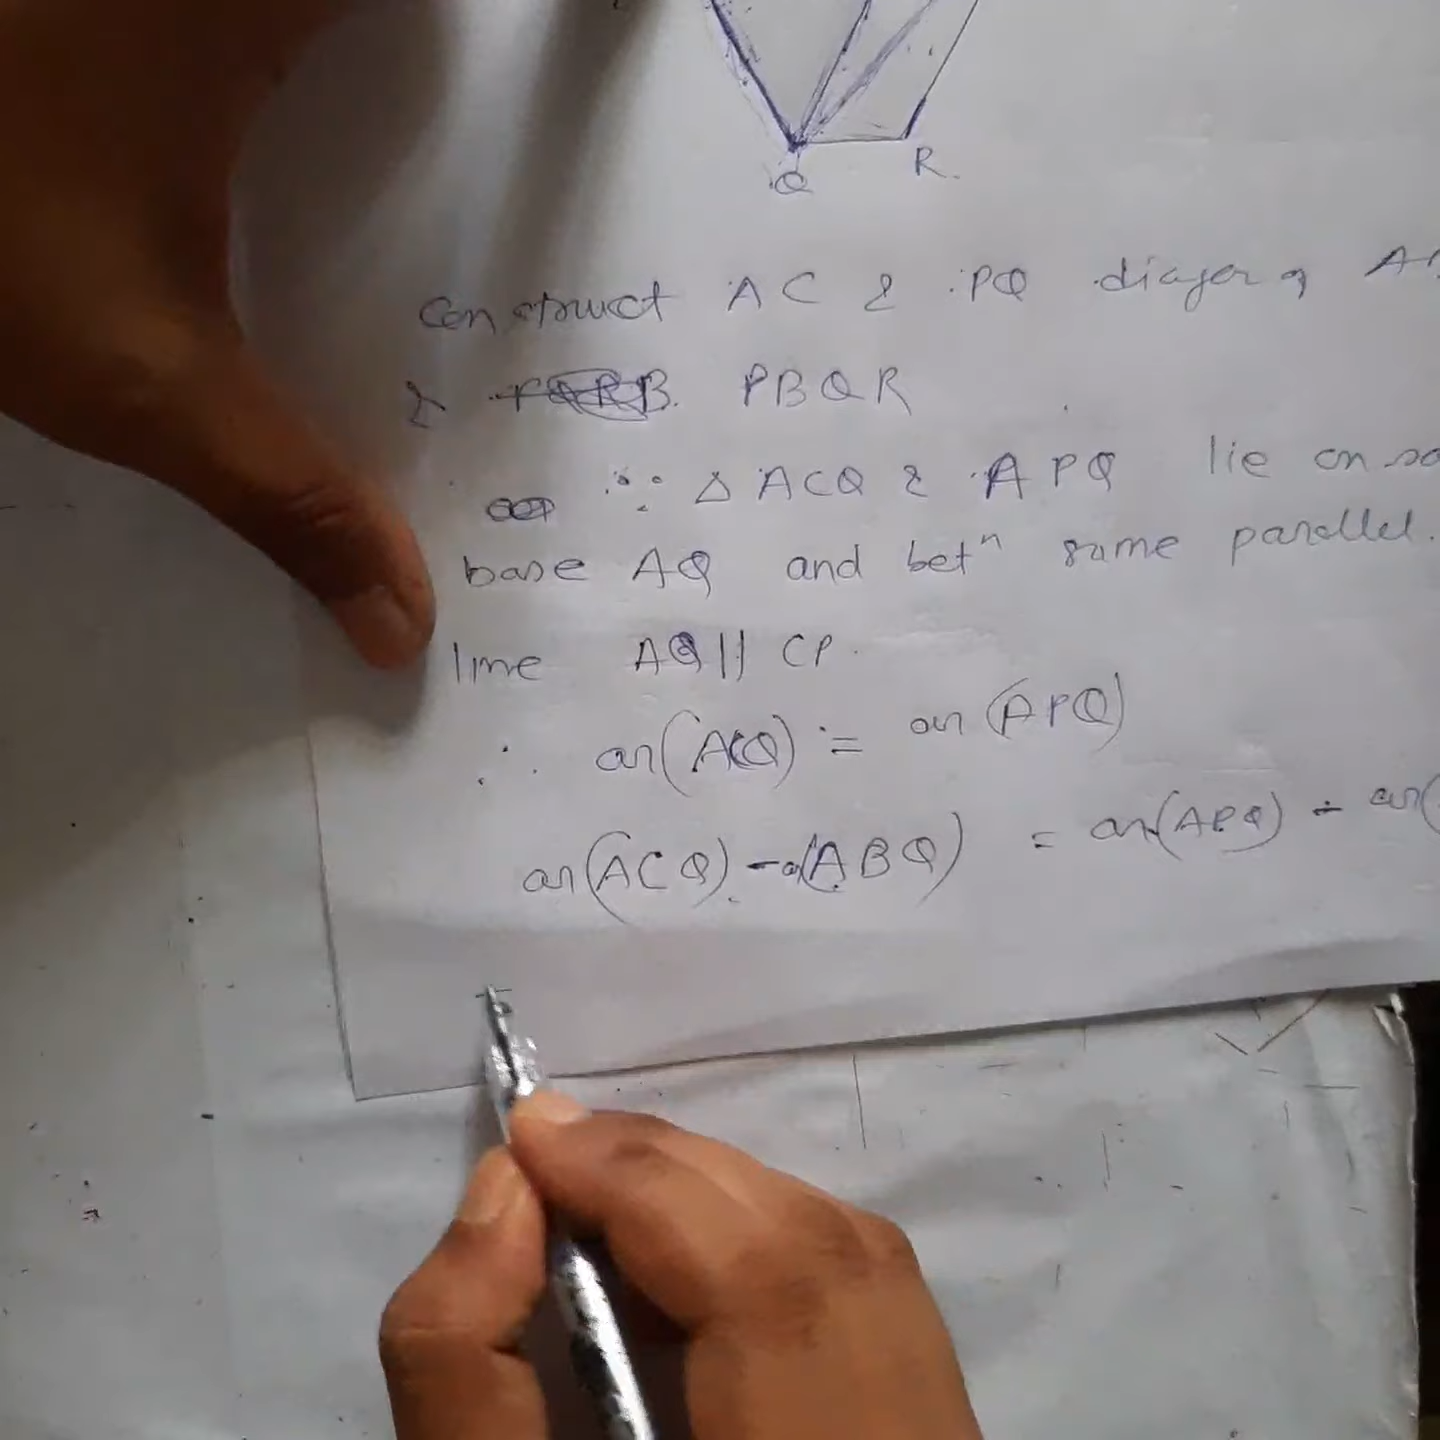 Q
R.
Construct AC & PQ
& PBQR
∵ △ ACQ & APQ lie on
base AQ and betⁿ same parallel.
line AQ || CP.
∴ ar(ACQ) = ar(APQ)
ar(ACQ) - ar(ABQ) = ar(APQ) - ar(